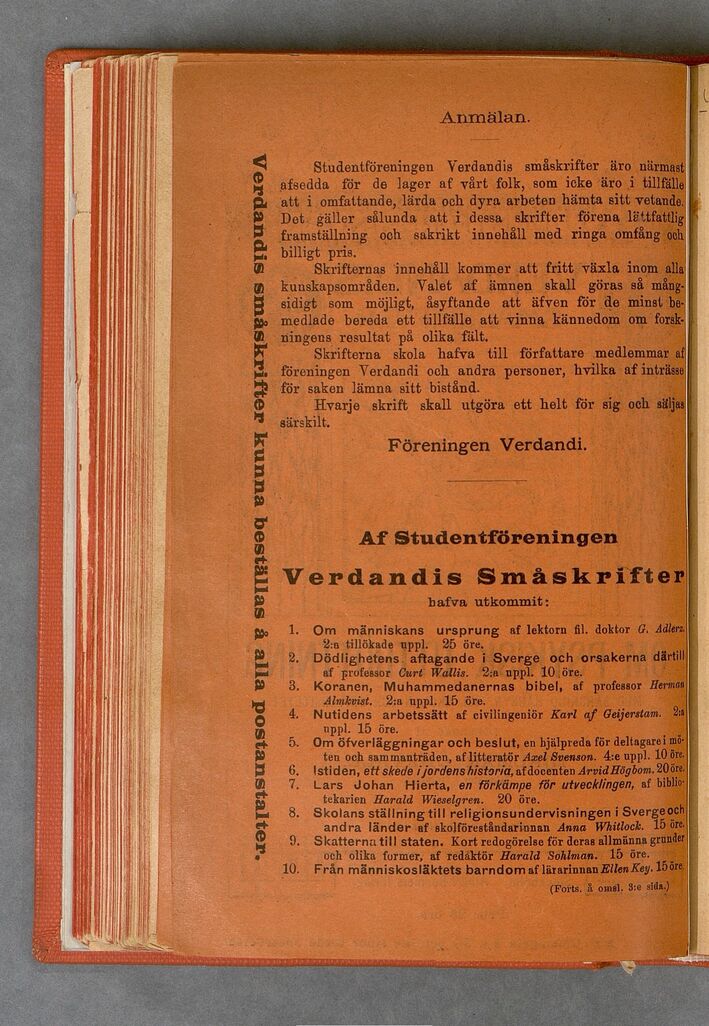 Anmälan.
Verdandis småskrifter kunna beställas å alla postanstalter.
Studentföreningen Verdandis småskrifter äro närmast
afsedda för de lager af vårt folk, som icke äro i tillfälle
att i omfattande, lärda och dyra arbeten hämta sitt vetande.
Det gäller sålunda att i dessa skrifter förena lättfattlig
framställning och sakrikt innehåll med ringa omfång och
billigt pris.
Skrifternas innehåll kommer att fritt växla inom alla
kunskapsområden. Valet af ämnen skall göras så mång-
sidigt som möjligt, åsyftande att äfven för de minst be-
medlade bereda ett tillfälle att vinna kännedom om forsk-
ningens resultat på olika fält.
Skrifterna skola hafva till författare medlemmar af
föreningen Verdandi och andra personer, hvilka af inträsse
för saken lämna sitt bistånd.
Hvarje skrift skall utgöra ett helt för sig och säljas
särskilt.
Föreningen Verdandi.
Af Studentföreningen
Verdandis Småskrifter
hafva utkommit:
1. Om människans ursprung af lektorn fil. doktor G. Adlerz.
2:a tillökade uppl. 25 öre.
2. Dödlighetens aftagande i Sverge och orsakerna därtill
af professor Curt Wallis. 2:a uppl. 10 öre.
3. Koranen, Muhammedanernas bibel, af professor Herman
Almkvist. 2:a uppl. 15 öre.
4. Nutidens arbetssätt af civilingeniör Karl af Geijerstam. 2:a
uppl. 15 öre.
5. Om öfverläggningar och beslut, en hjälpreda för deltagare i mö-
ten och sammanträden, af litteratör Axel Svenson. 4:e uppl. 10 öre.
6. Istiden, ett skede i jordens historia, af docenten Arvid Högbom. 20 öre.
7. Lars Johan Hierta, en förkämpe för utvecklingen, af biblio-
tekarien Harald Wieselgren. 20 öre.
8. Skolans ställning till religionsundervisningen i Sverge och
andra länder af skolföreståndarinnan Anna Whitlock. 15 öre.
9. Skatterna till staten. Kort redogörelse för deras allmänna grunder
och olika former, af redaktör Harald Sohlman. 15 öre.
10. Från människosläktets barndom af lärarinnan Ellen Key. 15 öre.
(Forts. å omsl. 3:e sida.)